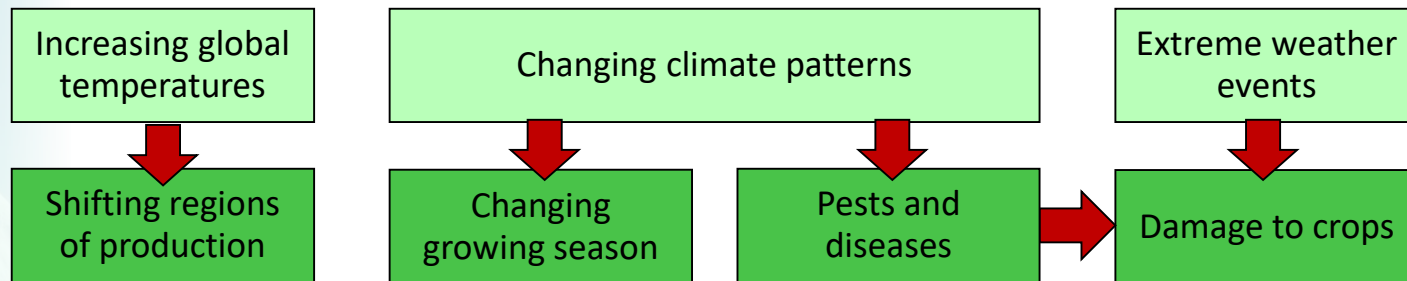 Increasing global
temperatures
Changing climate patterns
Extreme weather
events
Shifting regions
of production
Changing
growing season
Pests and
diseases
Damage to crops